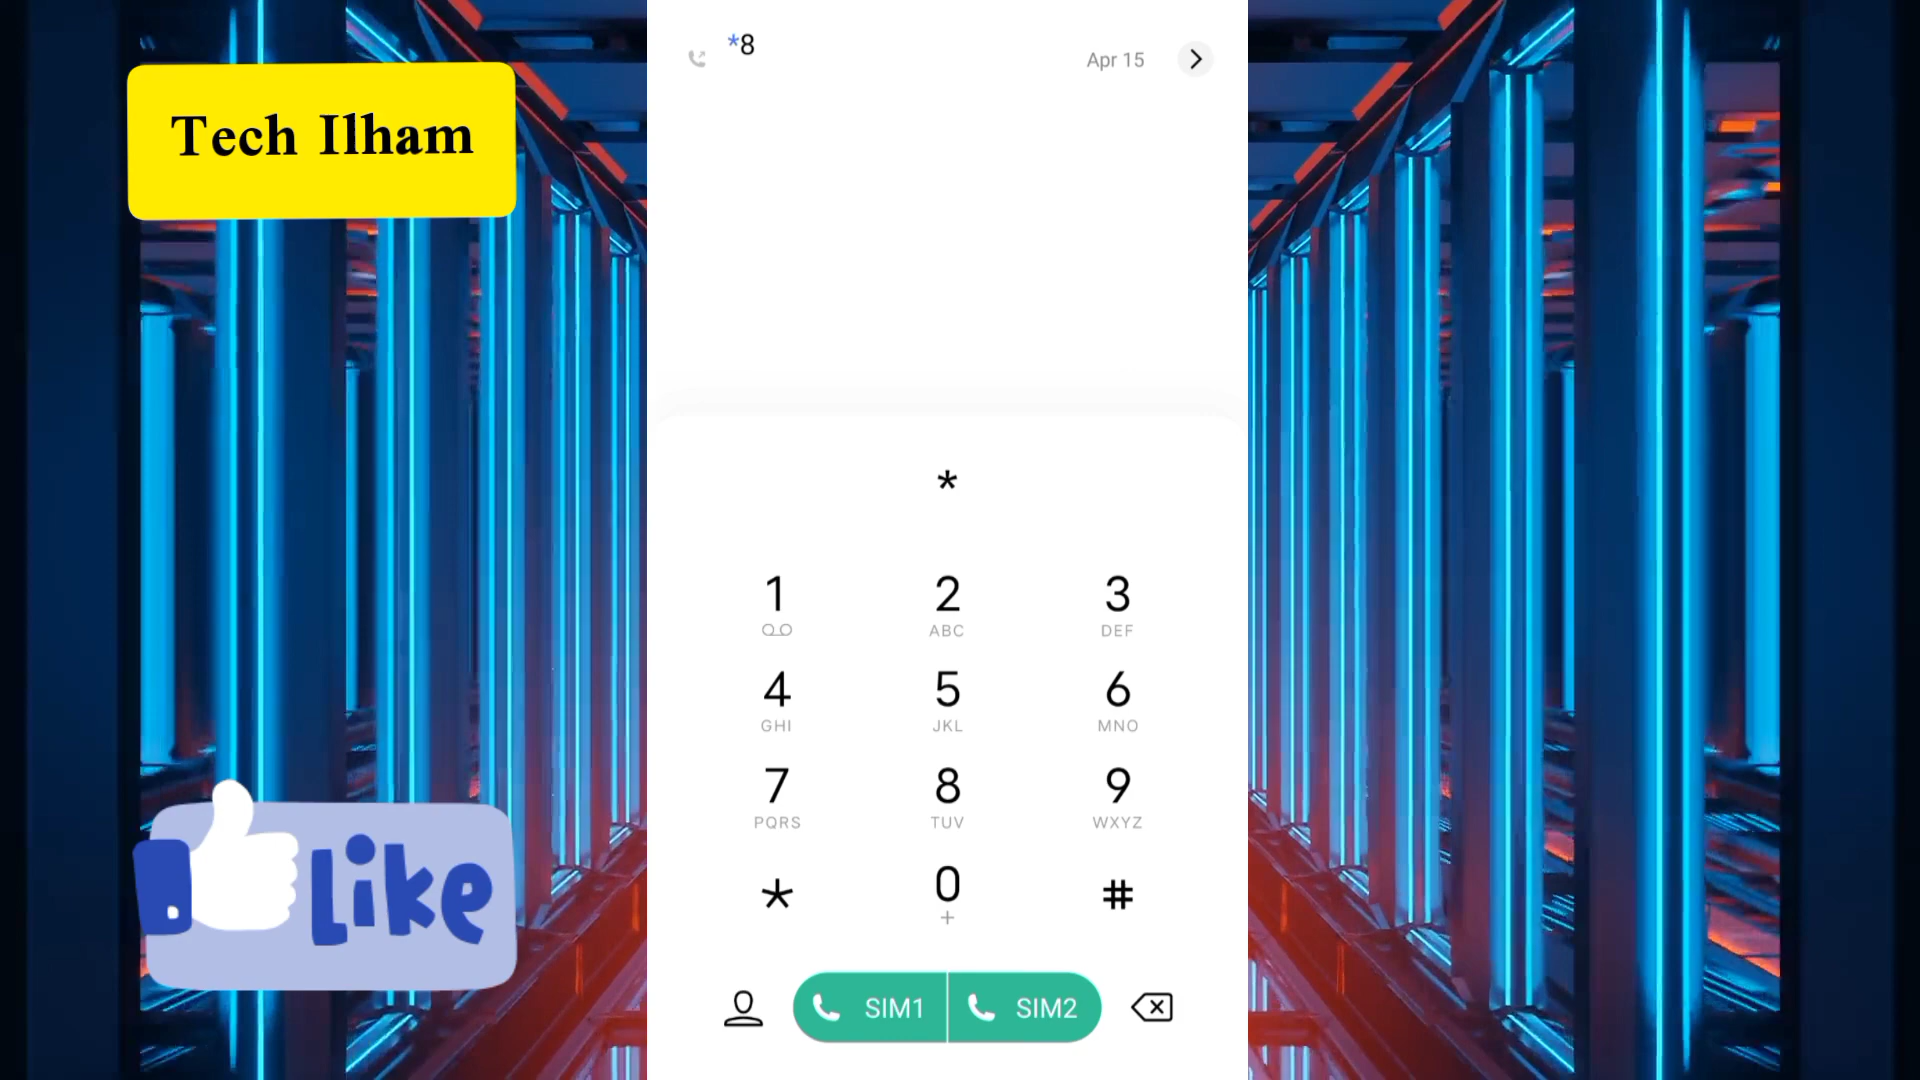 Tech Ilham
*8
Apr 15
*
1 2 3
ABC DEF
4 5 6
GHI JKL MNO
7 8 9
PQRS TUV WXYZ
* 0 #
+
SIM1 SIM2
Like